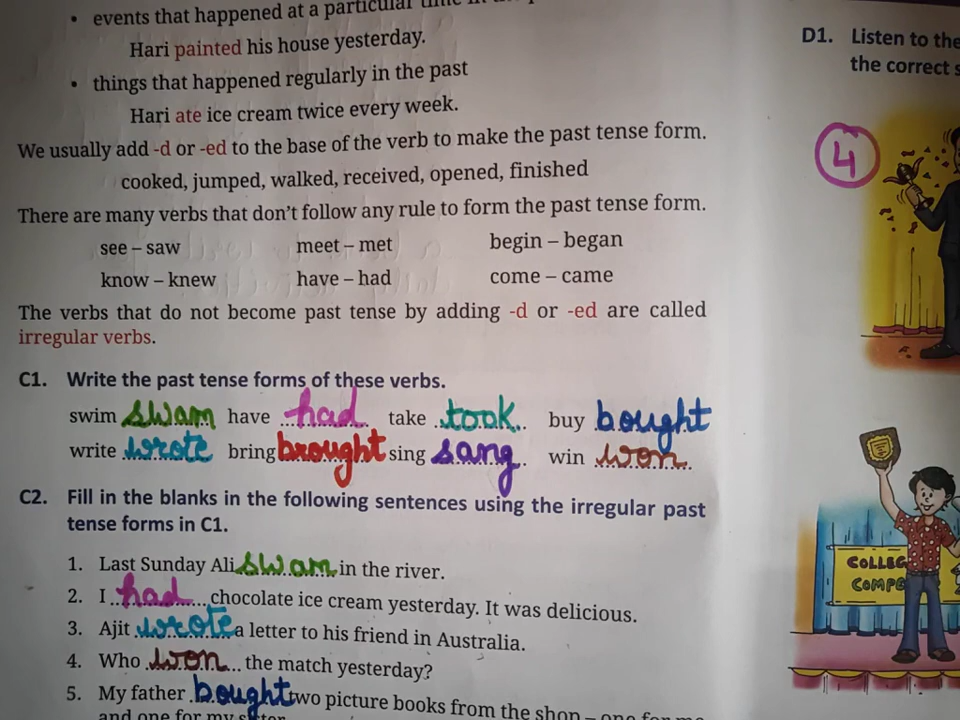 • events that happened at a particular time in the
Hari painted his house yesterday.
• things that happened regularly in the past
Hari ate ice cream twice every week.
We usually add -d or -ed to the base of the verb to make the past tense form.
cooked, jumped, walked, received, opened, finished
There are many verbs that don't follow any rule to form the past tense form.
see – saw meet – met begin – began
know – knew have – had come – came
The verbs that do not become past tense by adding -d or -ed are called
irregular verbs.
C1. Write the past tense forms of these verbs.
swim swam have had take took buy bought
write wrote bring brought sing sang win won
C2. Fill in the blanks in the following sentences using the irregular past
tense forms in C1.
1. Last Sunday Ali swam in the river.
2. I had chocolate ice cream yesterday. It was delicious.
3. Ajit wrote a letter to his friend in Australia.
4. Who won the match yesterday?
5. My father bought two picture books from the shop – one for me
and one for my sister
D1. Listen to the
the correct
4
COLLEG
COMPE